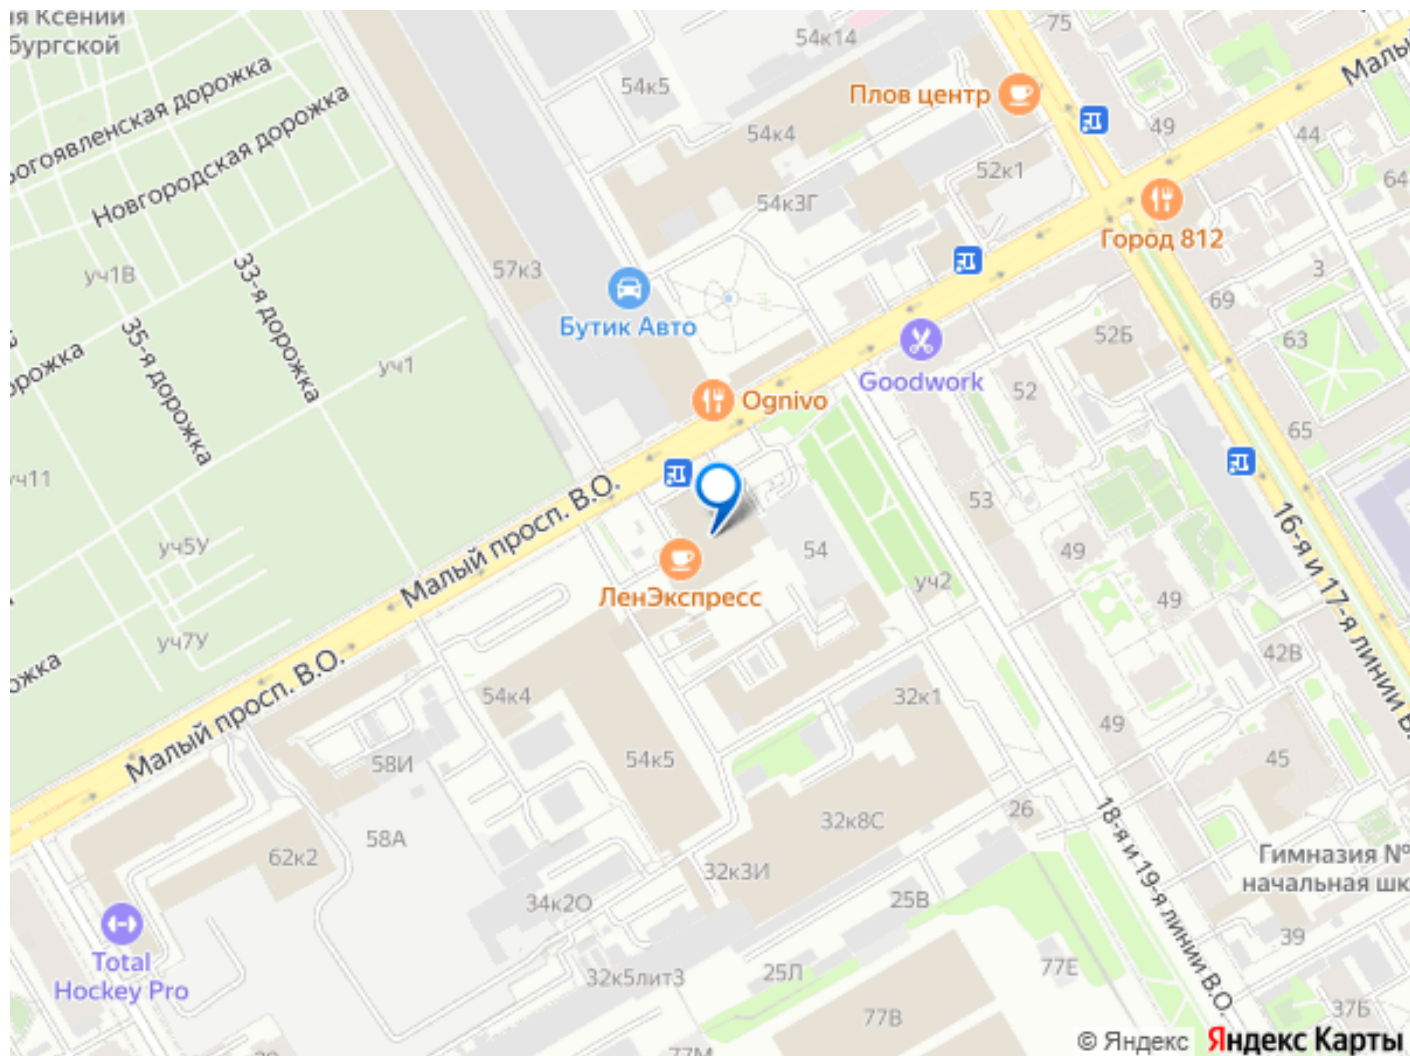 я Ксении
бургской
75
54к14
Малый
54к5
Плов центр
49
44
54к4
рогоявленская дорожка
Новгородская дорожка
52к1
64
54к3Г
Город 812
57к3
уч1В
33-я дорожка
3
69
Бутик Авто
35-я дорожка
52Б
63
орожка
уч1
Goodwork
52
Ognivo
65
уч11
Малый просп. В.О.
53
16-я и 17-я линии В.
уч5У
54
49
ЛенЭкспресс
уч2
49
уч7У
ожка
42В
Малый просп. В.О.
54к4
32к1
49
58И
54к5
45
18-я и 19-я линии В.О.
32к8С
26
58А
62к2
Гимназия №
начальная шк
32к3И
34к2О
25В
39
Total
Hockey Pro
32к5лит3
25Л
77Е
77В
37Б
77М
© Яндекс Яндекс Карты